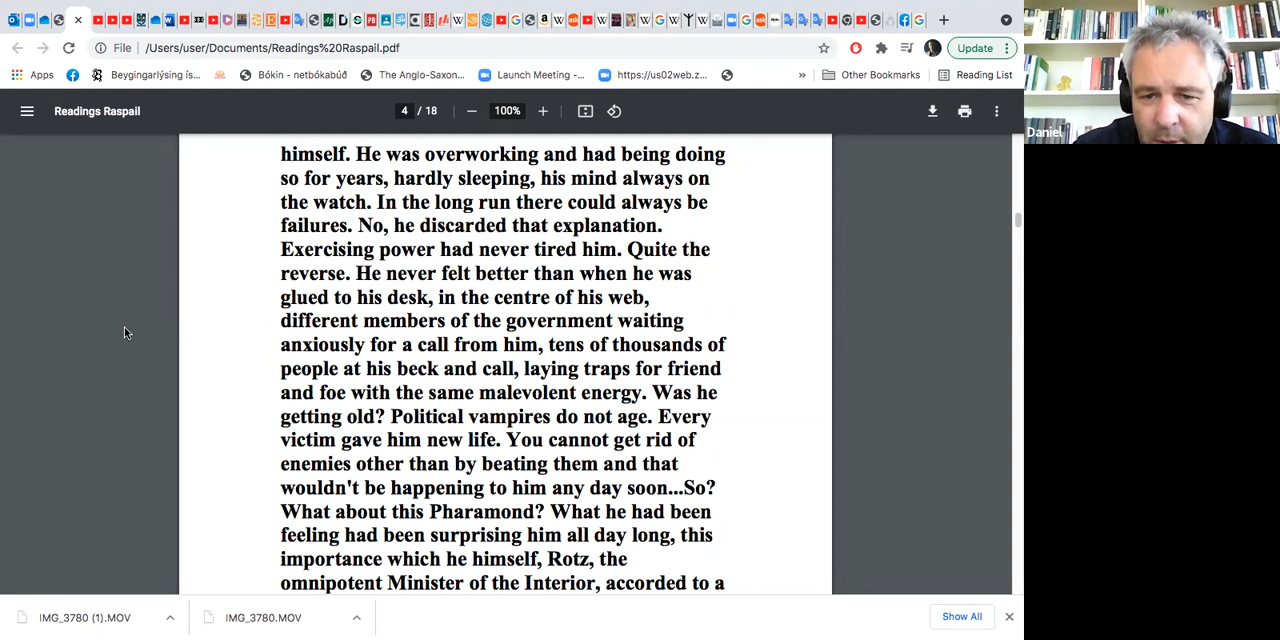 File
/Users/user/Documents/Readings%20Raspail.pdf
Update
Apps
Beygingarlýsing ís...
Bókin - netbókabúð
The Anglo-Saxon...
Launch Meeting -...
https://us02web.z...
»
Other Bookmarks
Reading List
Readings Raspail
4 / 18
100%
himself. He was overworking and had being doing
so for years, hardly sleeping, his mind always on
the watch. In the long run there could always be
failures. No, he discarded that explanation.
Exercising power had never tired him. Quite the
reverse. He never felt better than when he was
glued to his desk, in the centre of his web,
different members of the government waiting
anxiously for a call from him, tens of thousands of
people at his beck and call, laying traps for friend
and foe with the same malevolent energy. Was he
getting old? Political vampires do not age. Every
victim gave him new life. You cannot get rid of
enemies other than by beating them and that
wouldn't be happening to him any day soon...So?
What about this Pharamond? What he had been
feeling had been surprising him all day long, this
importance which he himself, Rotz, the
omnipotent Minister of the Interior, accorded to a
IMG_3780 (1).MOV
IMG_3780.MOV
Show All
Daniel